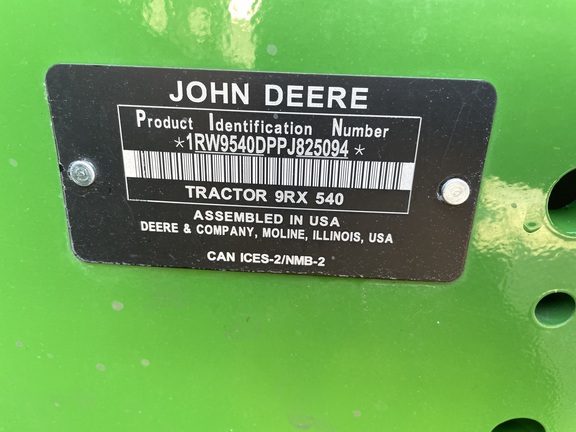 JOHN DEERE
Product Identification Number
*1RW9540DPPJ825094*
TRACTOR 9RX 540
ASSEMBLED IN USA
DEERE & COMPANY, MOLINE, ILLINOIS, USA
CAN ICES-2/NMB-2